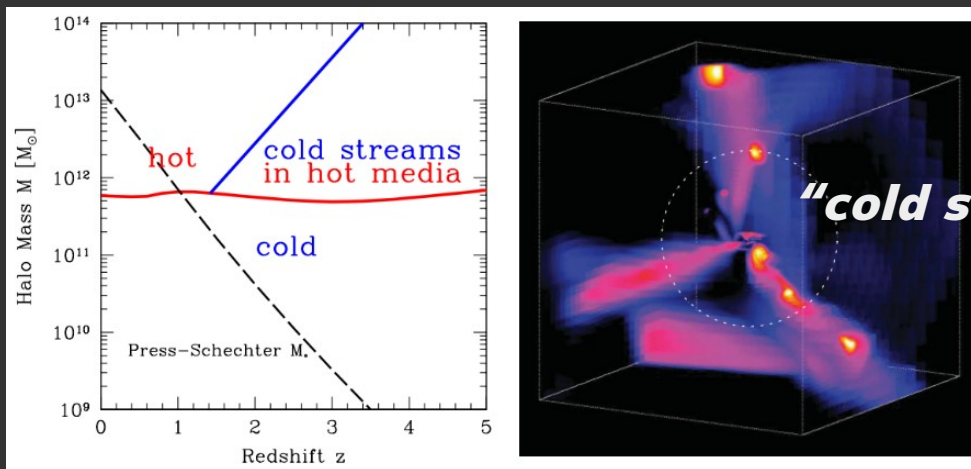 10¹⁴
10¹³
10¹²
10¹¹
10¹⁰
10⁹
Halo Mass M [M⊙]
hot
cold streams
in hot media
cold
Press-Schechter M*
0 1 2 3 4 5
Redshift z
“cold s